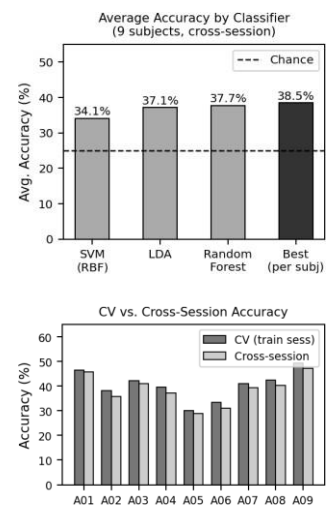 Average Accuracy by Classifier
(9 subjects, cross-session)
Avg. Accuracy (%)
50
40
30
20
10
0
Chance
34.1%
37.1%
37.7%
38.5%
SVM
(RBF)
LDA
Random
Forest
Best
(per subj)
CV vs. Cross-Session Accuracy
Accuracy (%)
60
50
40
30
20
10
0
CV (train sess)
Cross-session
A01 A02 A03 A04 A05 A06 A07 A08 A09